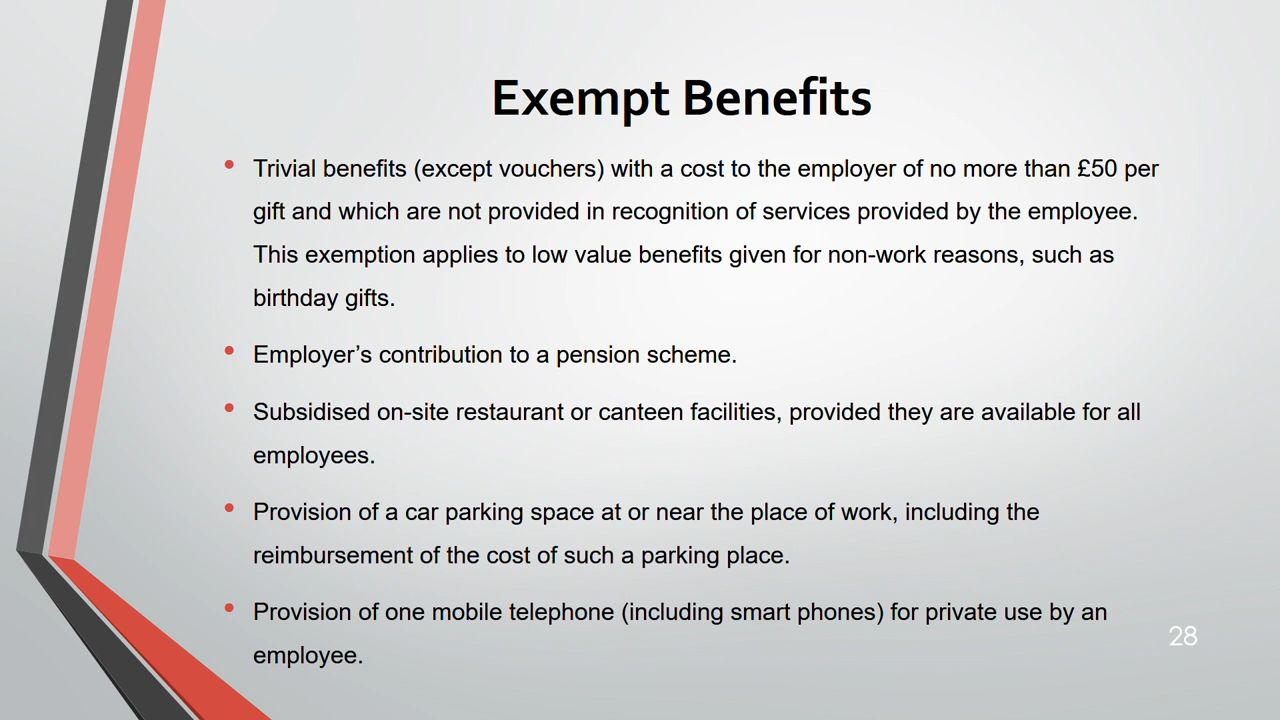 Exempt Benefits
• Trivial benefits (except vouchers) with a cost to the employer of no more than £50 per
gift and which are not provided in recognition of services provided by the employee.
This exemption applies to low value benefits given for non-work reasons, such as
birthday gifts.
• Employer’s contribution to a pension scheme.
• Subsidised on-site restaurant or canteen facilities, provided they are available for all
employees.
• Provision of a car parking space at or near the place of work, including the
reimbursement of the cost of such a parking place.
• Provision of one mobile telephone (including smart phones) for private use by an
employee.
28